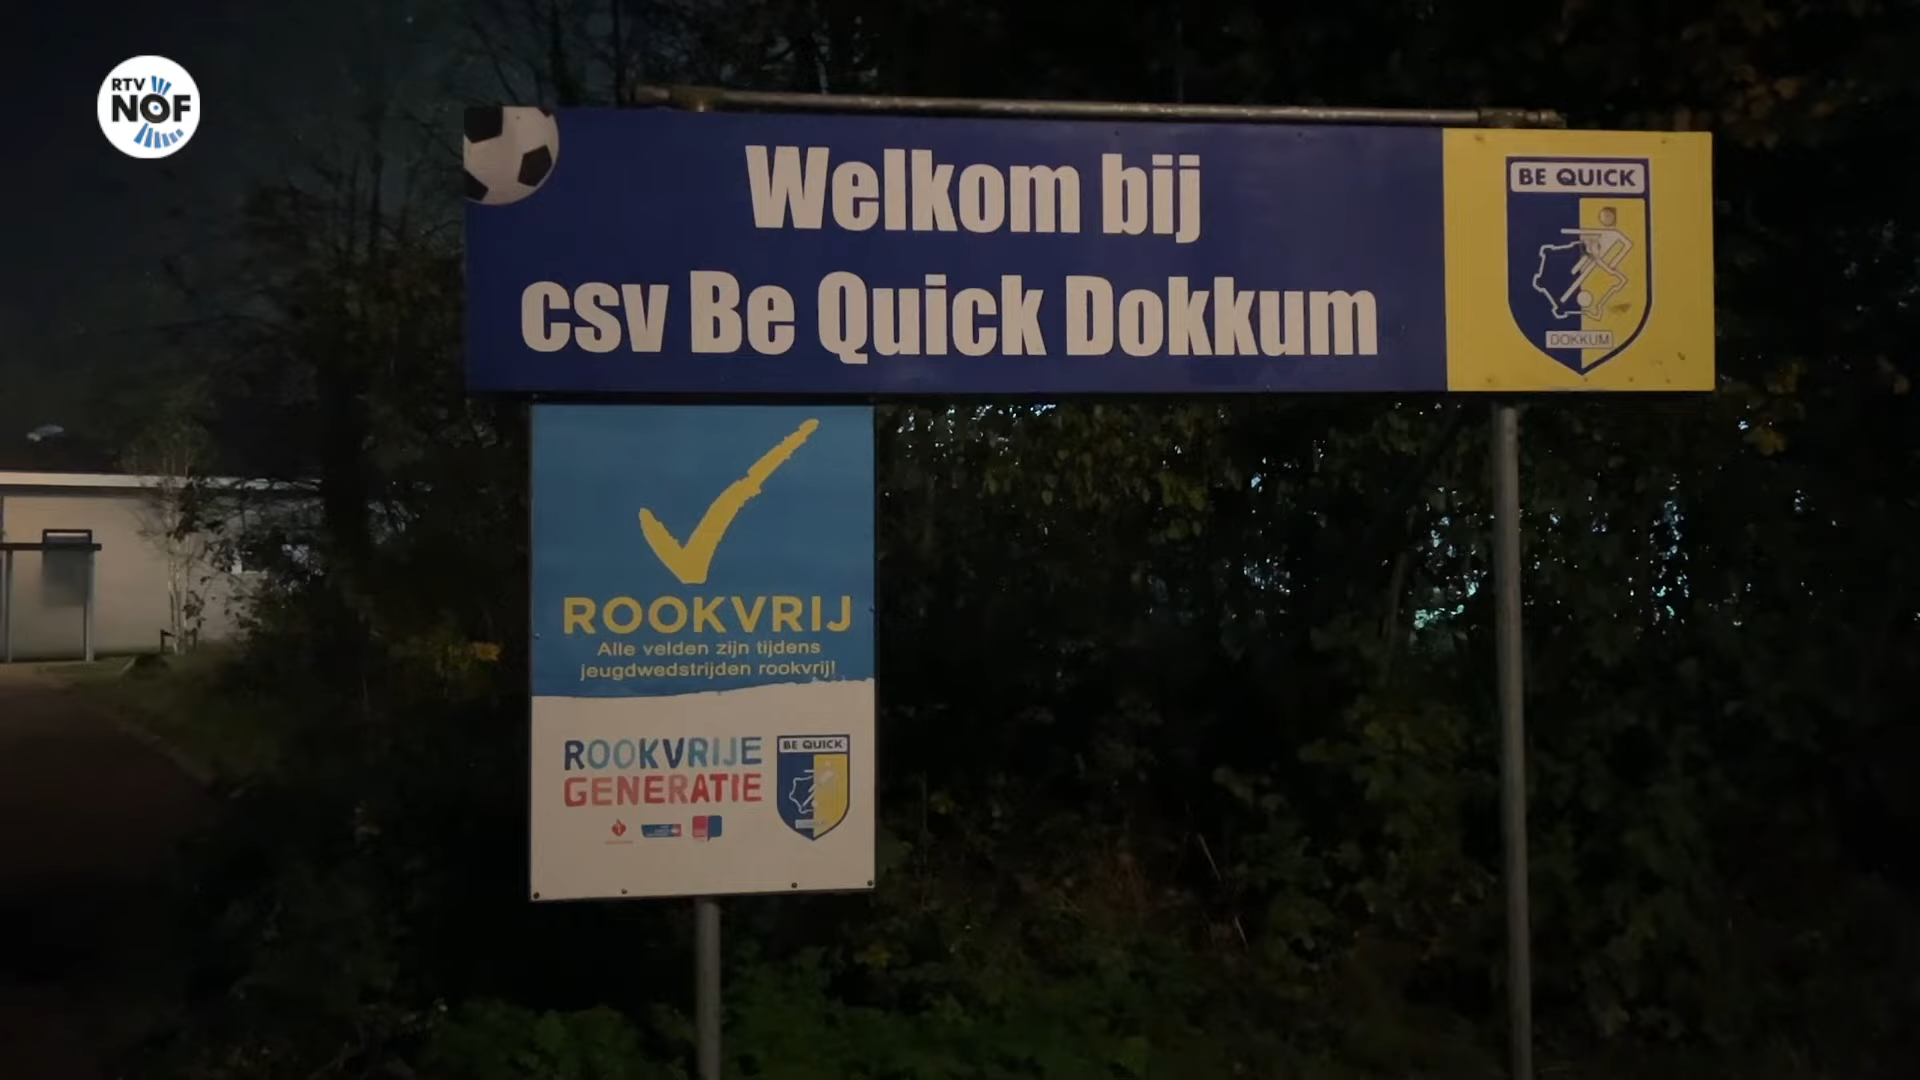 RTV
NOF
Welkom bij
csv Be Quick Dokkum
BE QUICK
DOKKUM
ROOKVRIJ
Alle velden zijn tijdens
jeugdwedstrijden rookvrij!
ROOKVRIJE
GENERATIE
BE QUICK